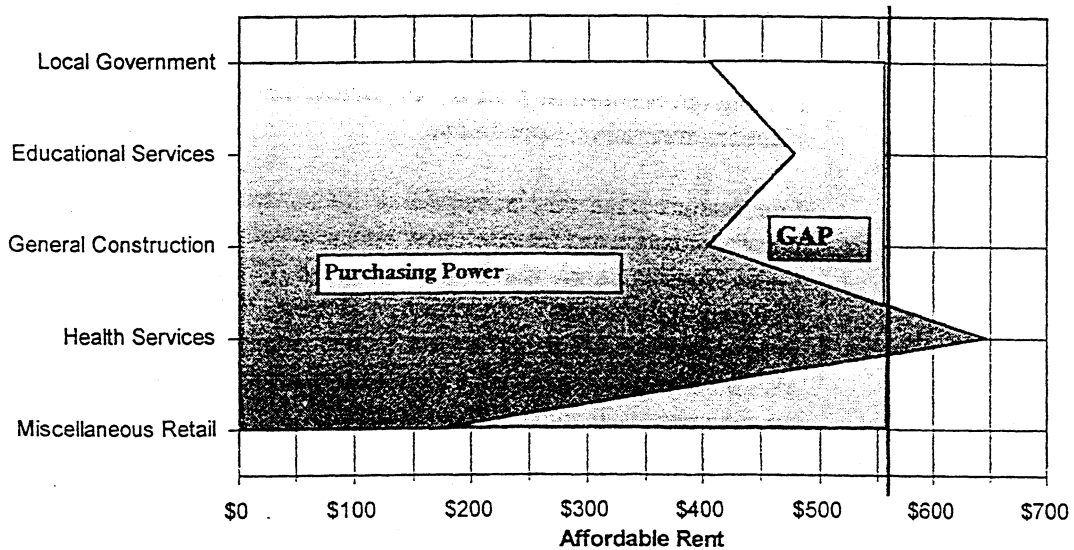 Local Government
Educational Services
General Construction
GAP
Purchasing Power
Health Services
Miscellaneous Retail
$0 $100 $200 $300 $400 $500 $600 $700
Affordable Rent